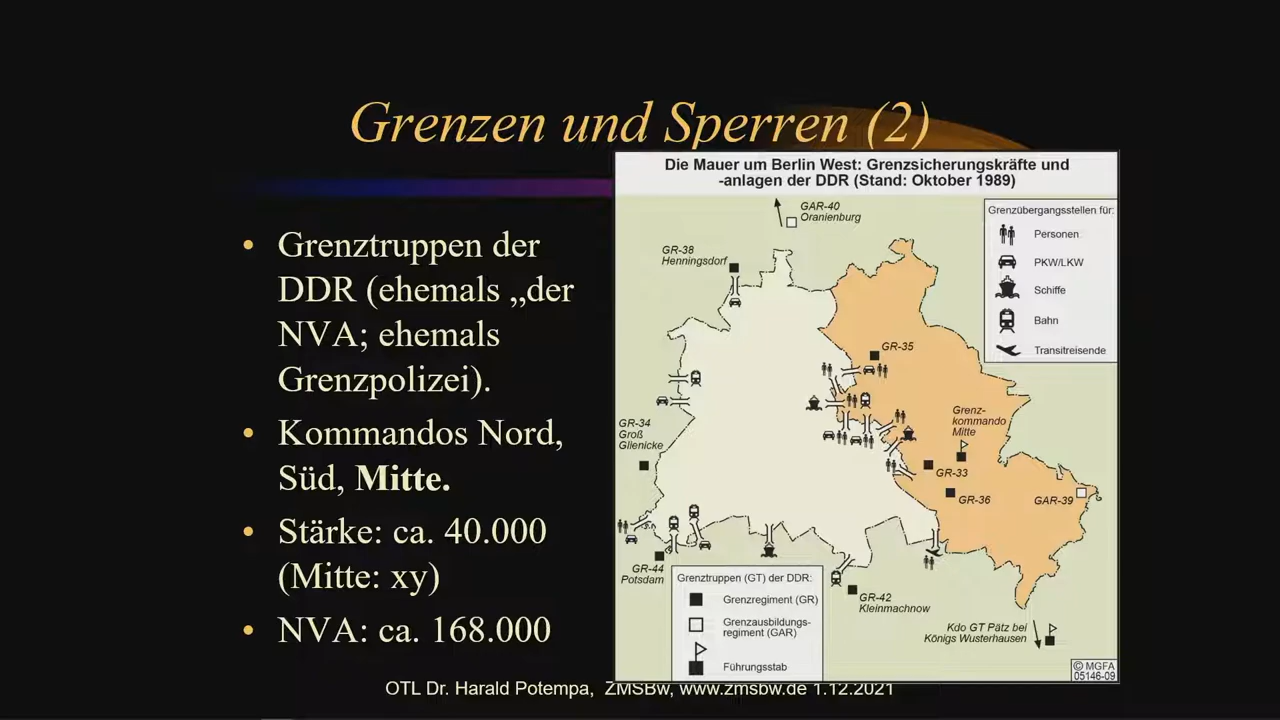 Grenzen und Sperren (2)
• Grenztruppen der
DDR (ehemals „der
NVA; ehemals
Grenzpolizei).
• Kommandos Nord,
Süd, Mitte.
• Stärke: ca. 40.000
(Mitte: xy)
• NVA: ca. 168.000
Die Mauer um Berlin West: Grenzsicherungskräfte und
-anlagen der DDR (Stand: Oktober 1989)
GAR-40
Oranienburg
GR-38
Henningsdorf
Grenzübergangsstellen für:
Personen
PKW/LKW
Schiffe
Bahn
Transitreisende
GR-35
GR-34
Groß
Glienicke
Grenz-
kommando
Mitte
GR-33
GR-36
GAR-39
GR-44
Potsdam
GR-42
Kleinmachnow
Kdo GT Pätz bei
Königs Wusterhausen
Grenztruppen (GT) der DDR:
Grenzregiment (GR)
Grenzausbildungs-
regiment (GAR)
Führungsstab
© MGFA
05146-09
OTL Dr. Harald Potempa, ZMSBw, www.zmsbw.de 1.12.2021